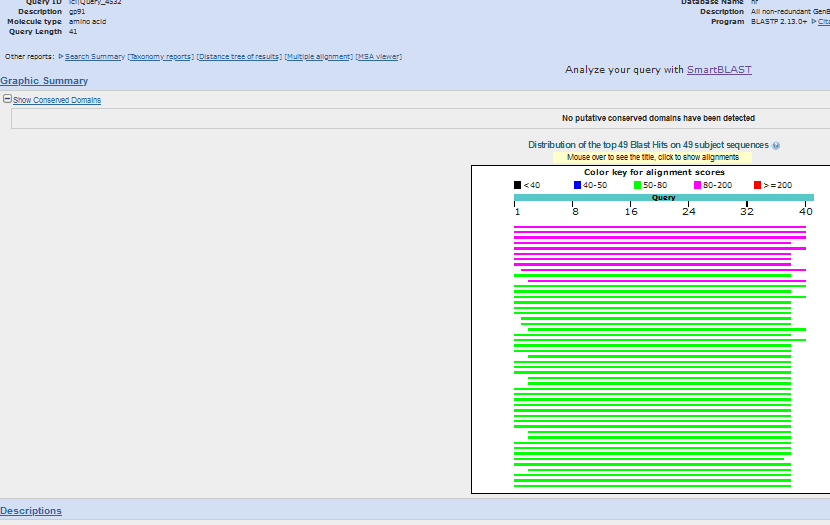 Query ID lcl|Query_4532
Description gp91
Molecule type amino acid
Query Length 41
Database Name nr
Description All non-redundant GenB
Program BLASTP 2.13.0+ Cita
Other reports: Search Summary [Taxonomy reports] [Distance tree of results] [Multiple alignment] [MSA viewer]
Analyze your query with SmartBLAST
Graphic Summary
Show Conserved Domains
No putative conserved domains have been detected
Distribution of the top 49 Blast Hits on 49 subject sequences
Mouse over to see the title, click to show alignments
Color key for alignment scores
<40 40-50 50-80 80-200 >=200
Query
1 8 16 24 32 40
Descriptions